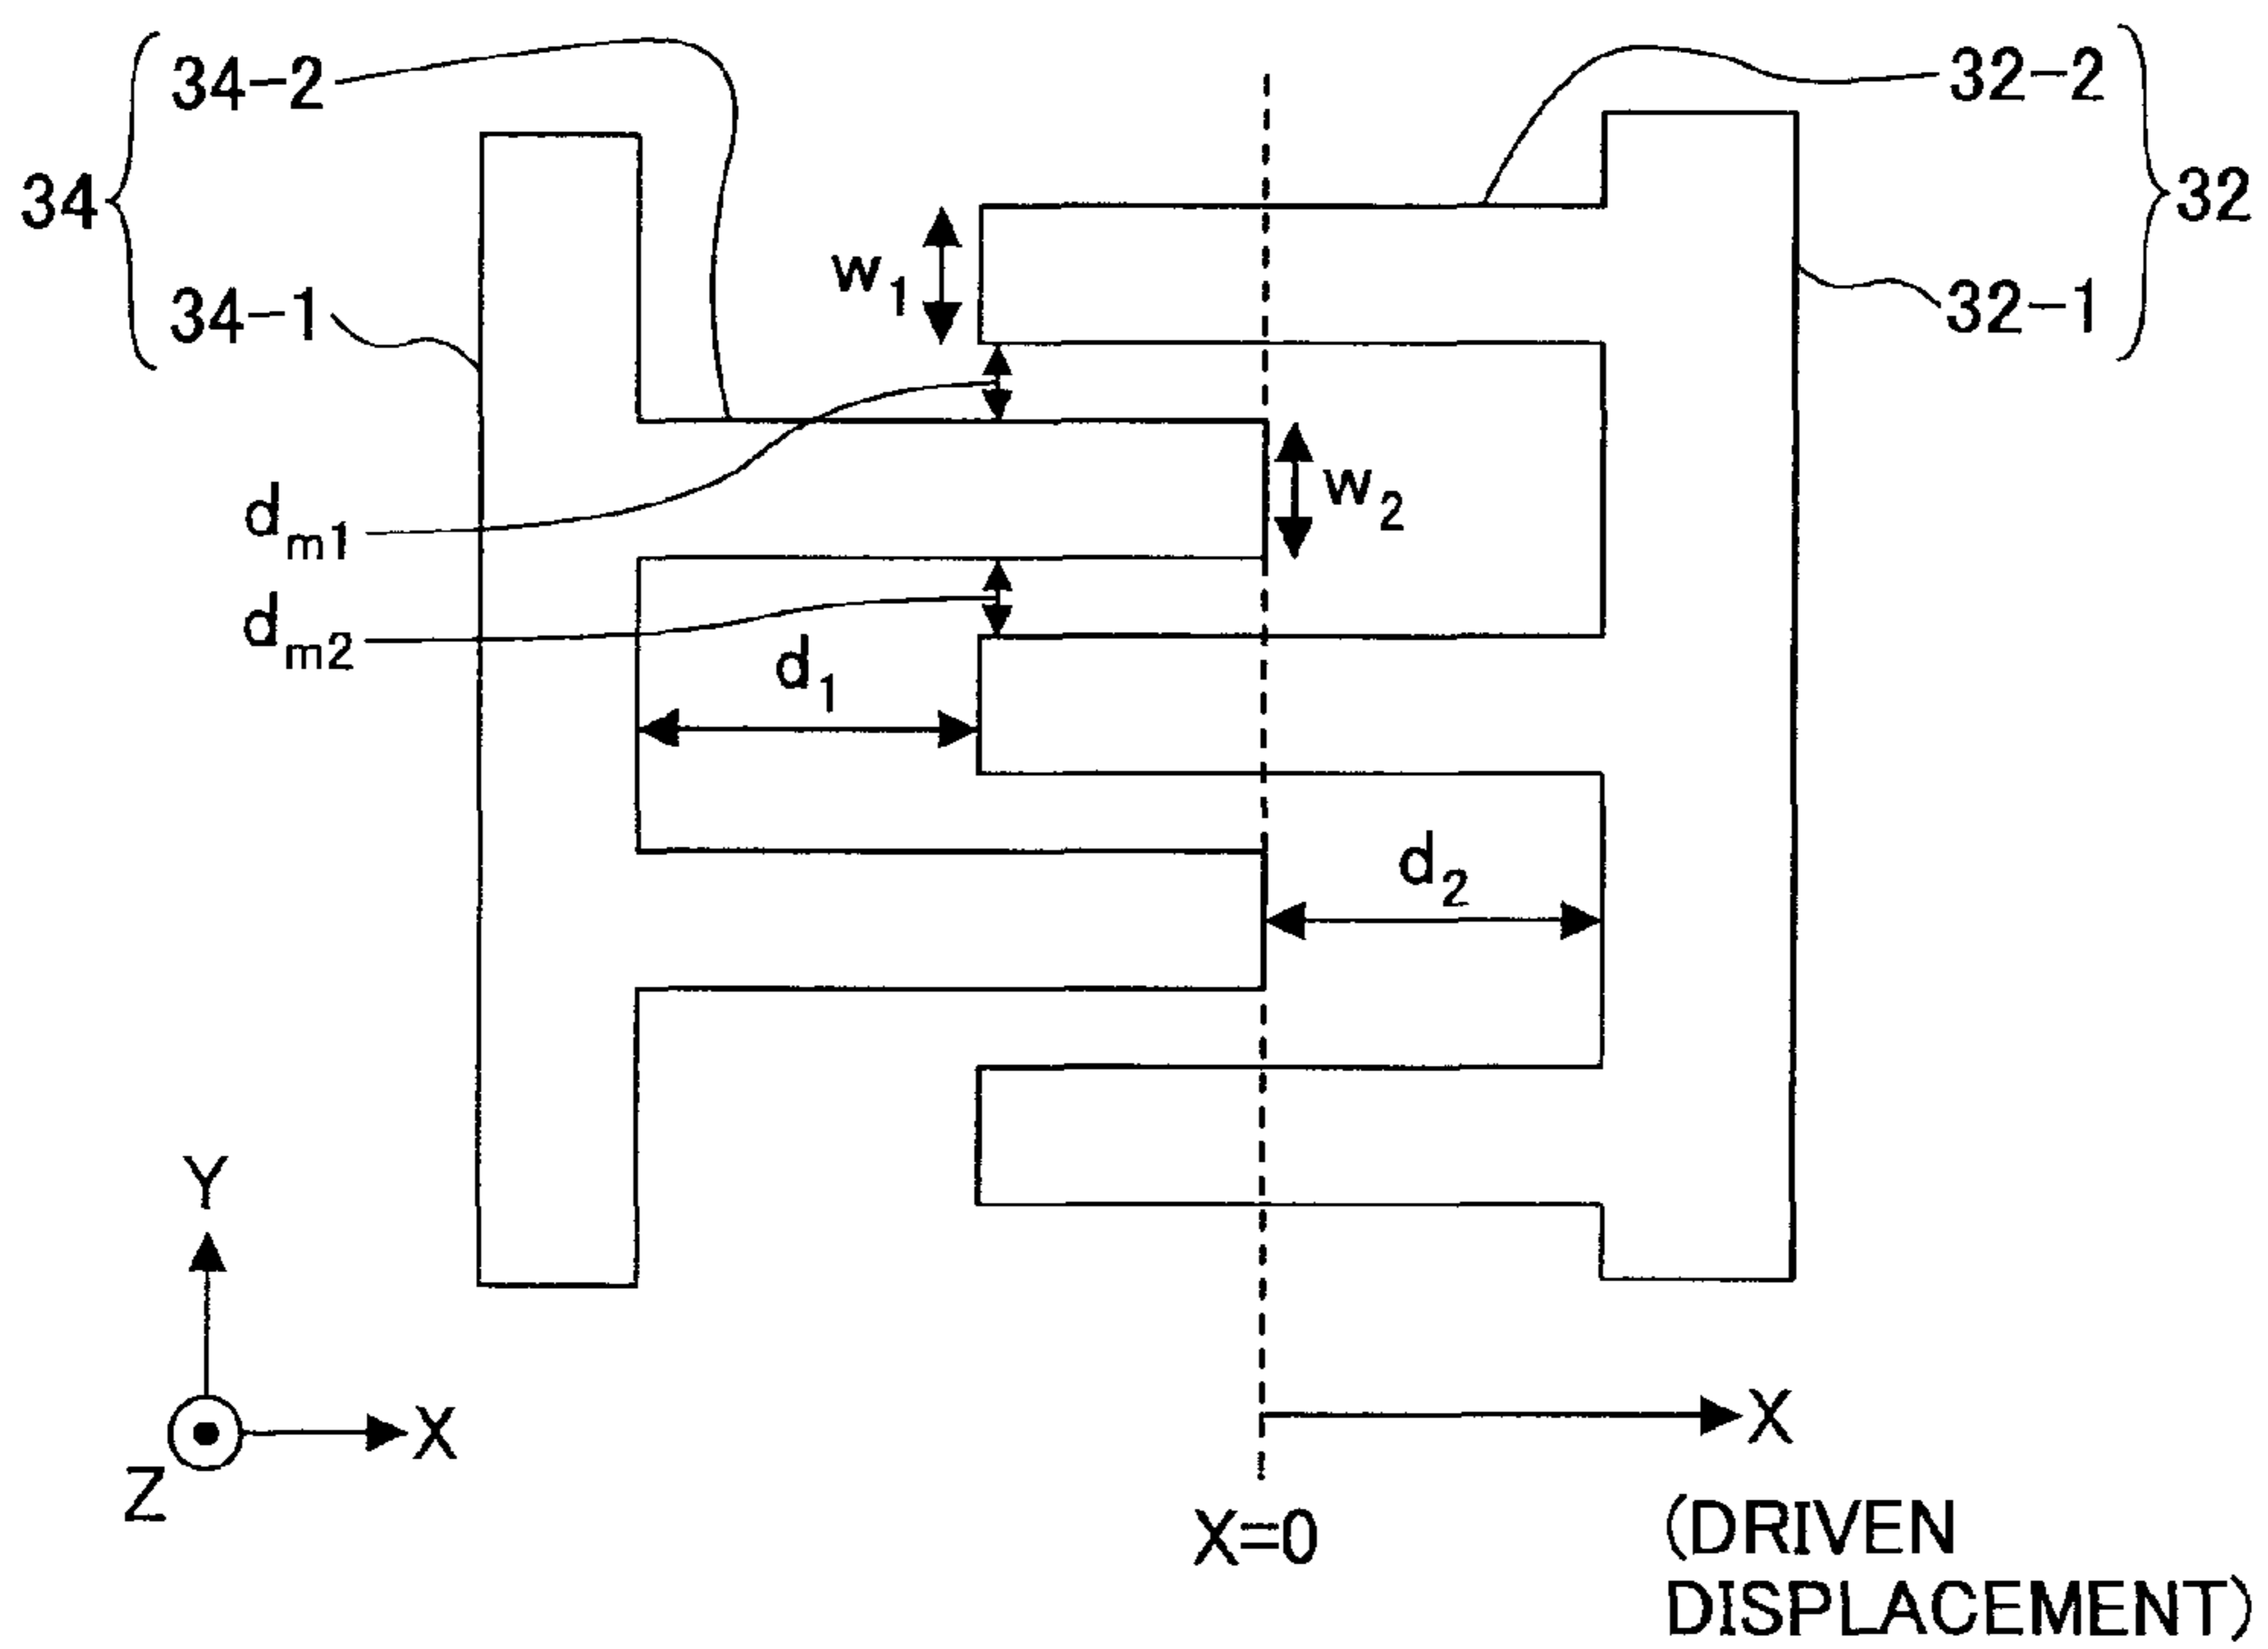 34
34-2
34-1
32-2
32-1
32
w1
dm1
w2
dm2
d1
d2
Y
X
Z
X=0
X
(DRIVEN
DISPLACEMENT)